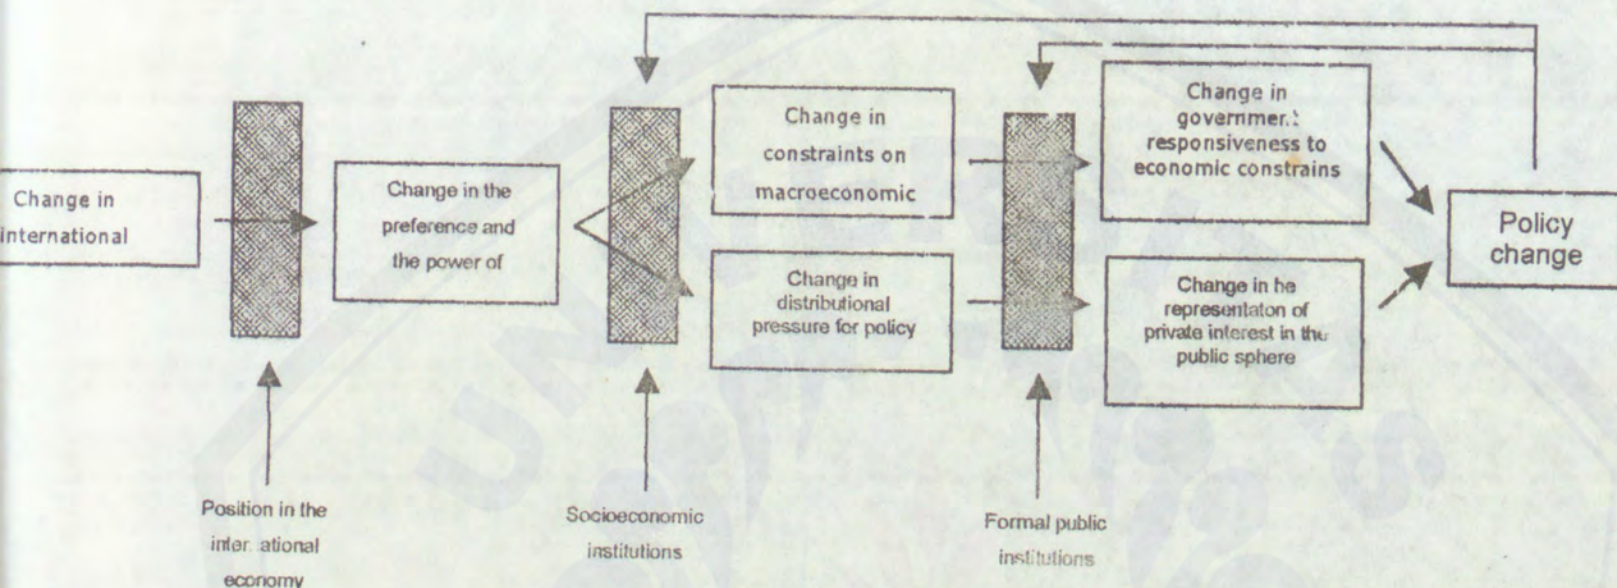 Change in
international
Change in the
preference and
the power of
Change in
constraints on
macroeconomic
Change in
distributional
pressure for policy
Change in
government
responsiveness to
economic constrains
Change in he
representaton of
private interest in the
public sphere
Policy
change
Position in the
international
economy
Socioeconomic
institutions
Formal public
institutions